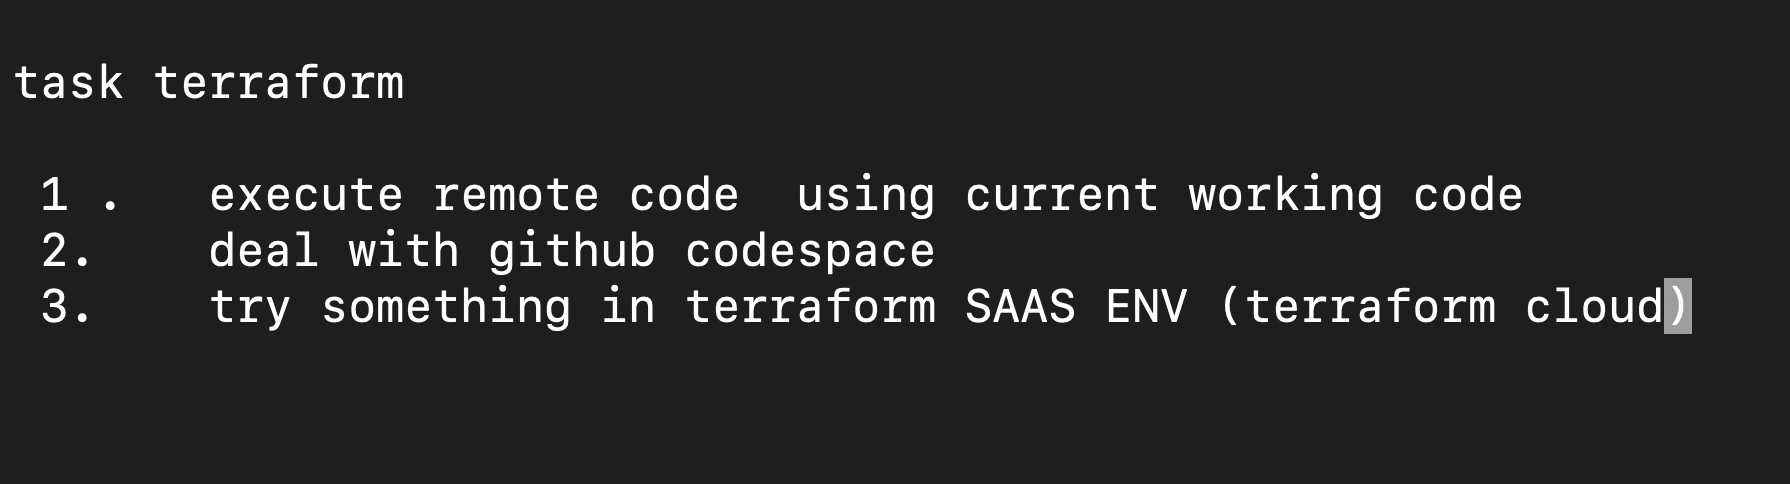 task terraform
1 .   execute remote code  using current working code
2.    deal with github codespace
3.    try something in terraform SAAS ENV (terraform cloud)